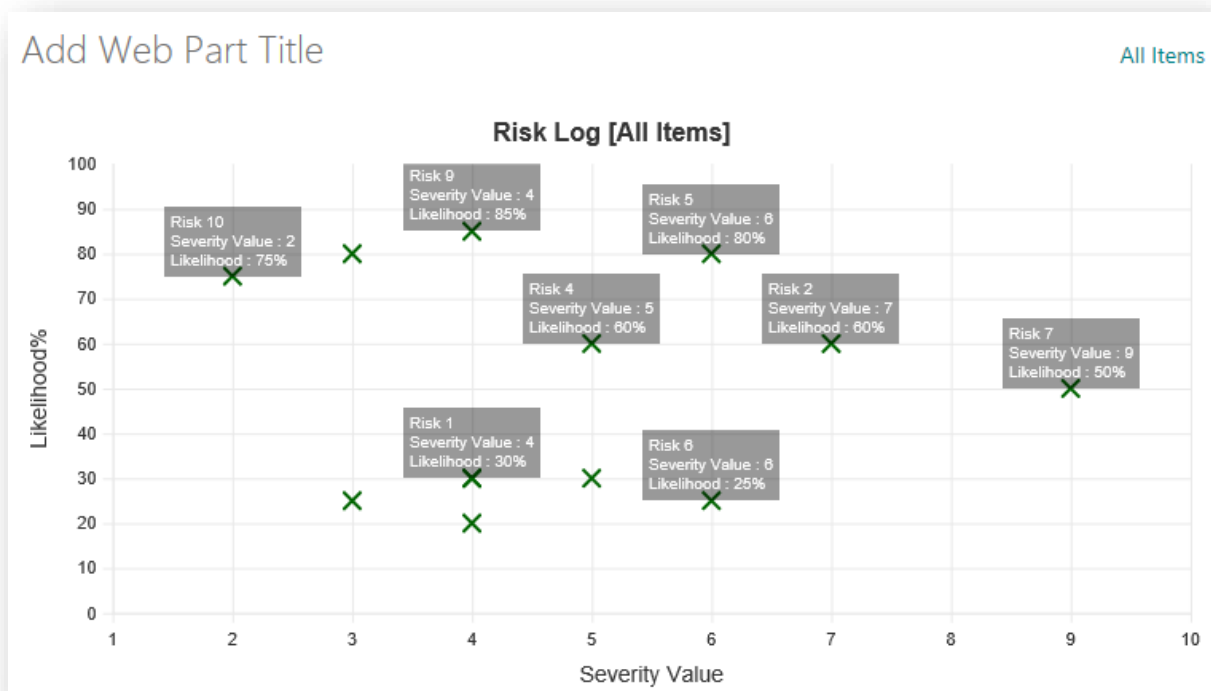 Add Web Part Title
All Items
Risk Log [All Items]
100
90
80
70
60
50
40
30
20
10
0
Likelihood%
Risk 10
Severity Value : 2
Likelihood : 75%
Risk 9
Severity Value : 4
Likelihood : 85%
Risk 5
Severity Value : 6
Likelihood : 80%
Risk 4
Severity Value : 5
Likelihood : 60%
Risk 2
Severity Value : 7
Likelihood : 60%
Risk 7
Severity Value : 9
Likelihood : 50%
Risk 1
Severity Value : 4
Likelihood : 30%
Risk 6
Severity Value : 6
Likelihood : 25%
1 2 3 4 5 6 7 8 9 10
Severity Value